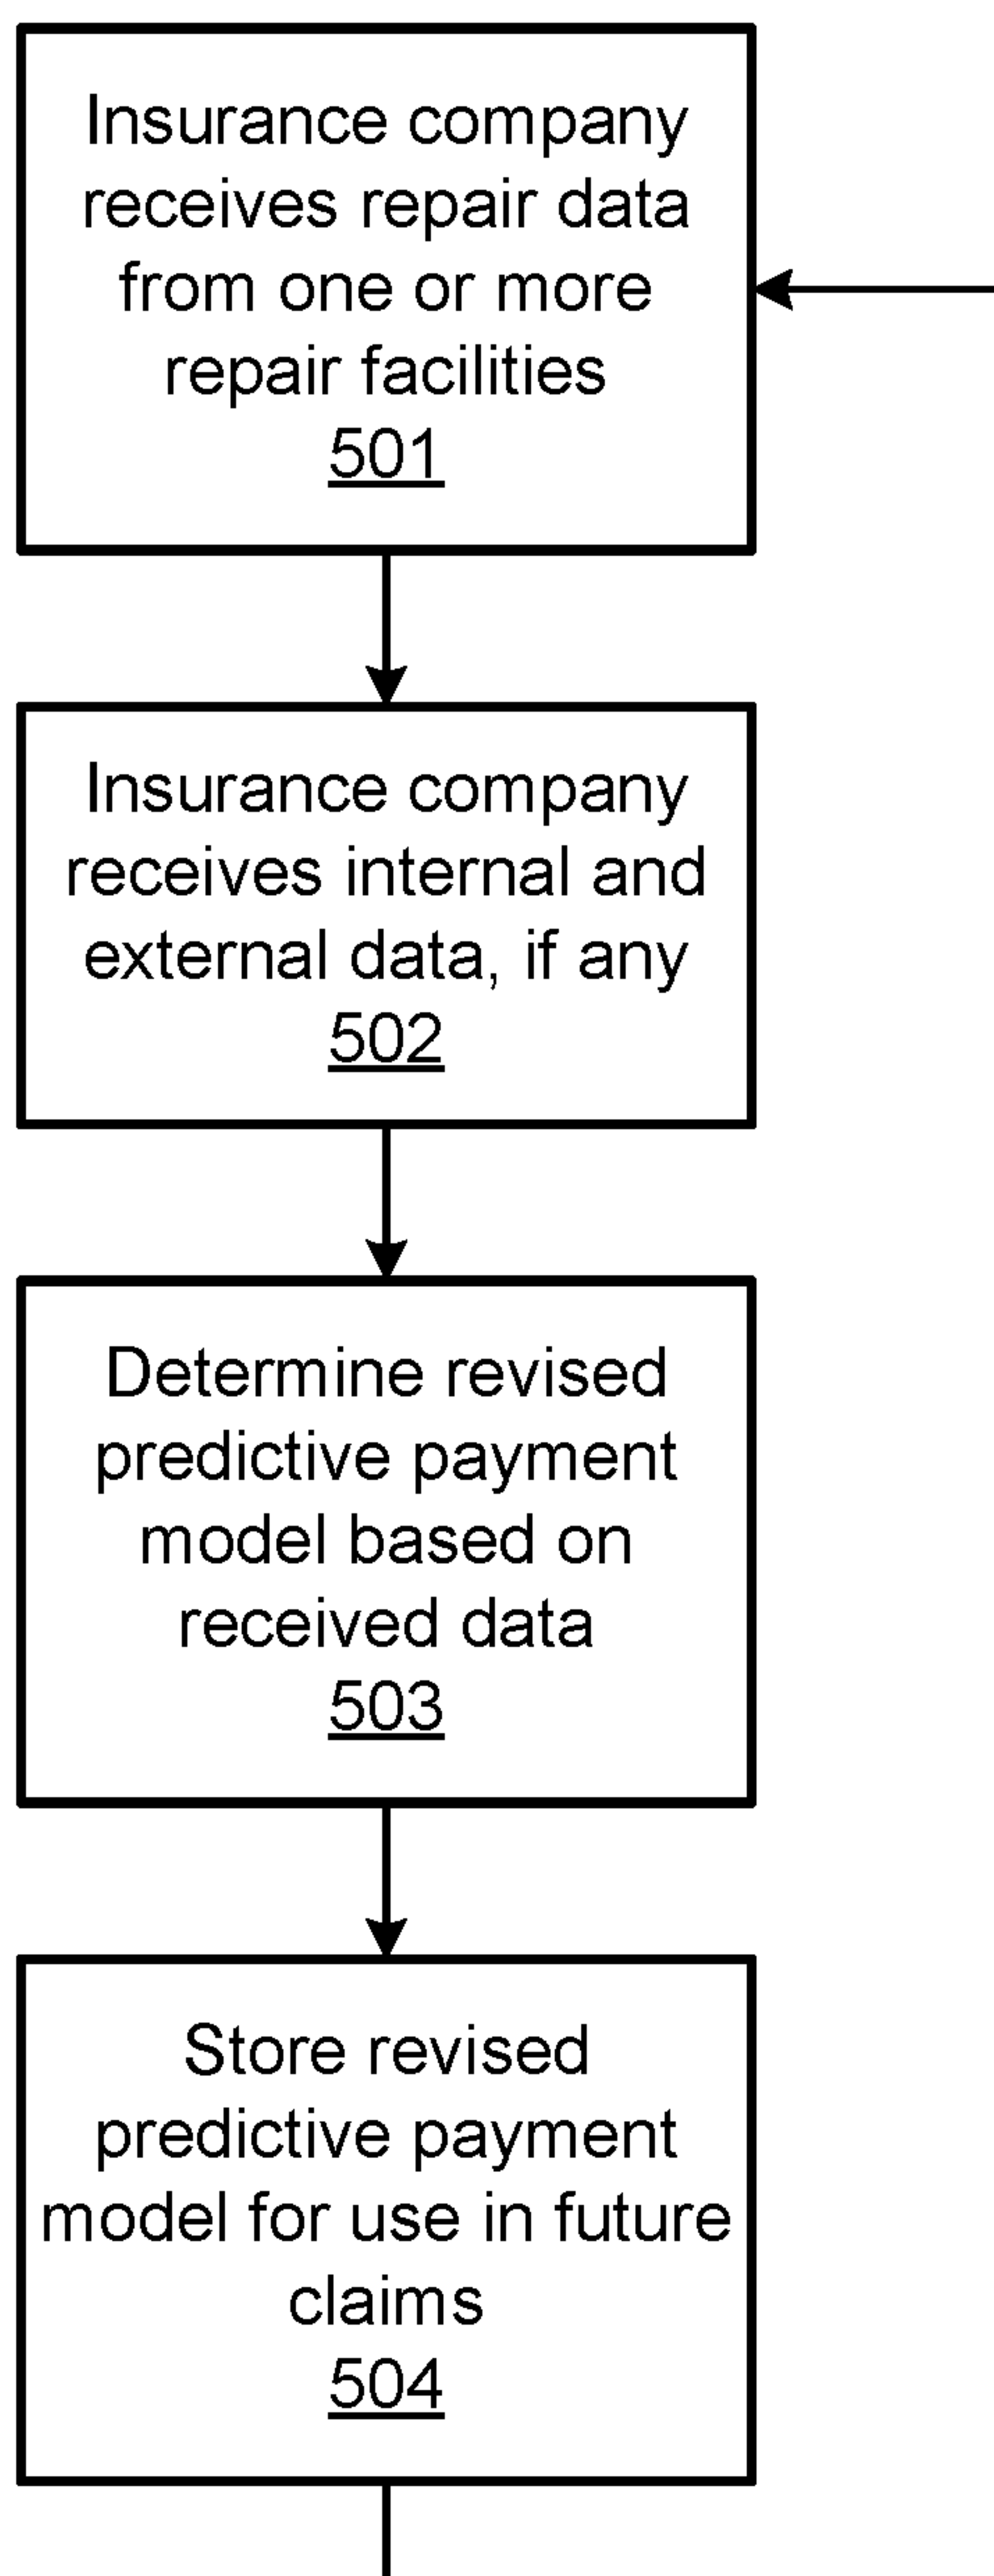 Insurance company
receives repair data
from one or more
repair facilities
501
Insurance company
receives internal and
external data, if any
502
Determine revised
predictive payment
model based on
received data
503
Store revised
predictive payment
model for use in future
claims
504